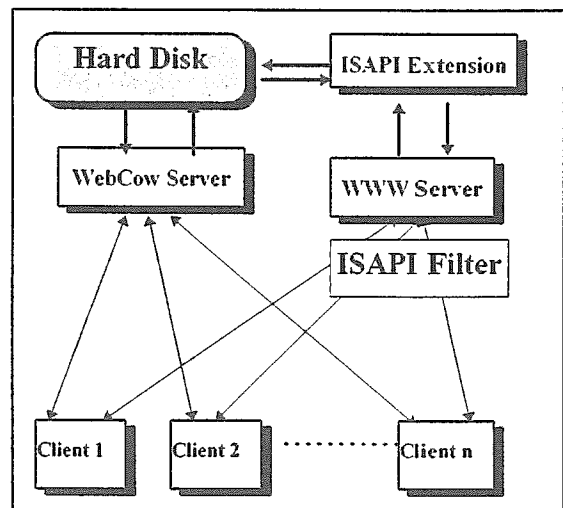 Hard Disk
ISAPI Extension
WebCow Server
WWW Server
ISAPI Filter
Client 1
Client 2
Client n